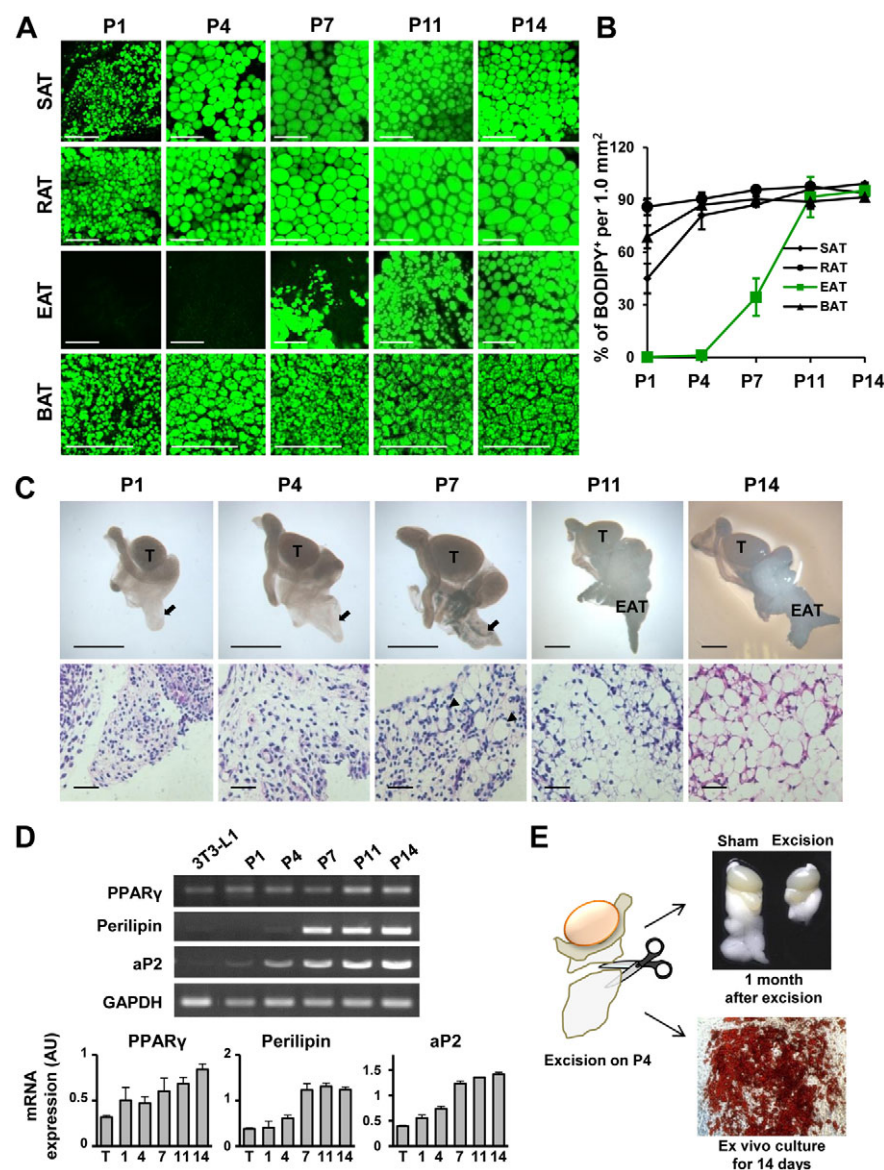 A
P1 P4 P7 P11 P14
SAT
RAT
EAT
BAT
B
% of BODIPY⁺ per 1.0 mm²
120
90
60
30
0
SAT
RAT
EAT
BAT
P1 P4 P7 P11 P14
C
P1 P4 P7 P11 P14
T T T T T
EAT EAT
D
3T3-L1 P1 P4 P7 P11 P14
PPARγ
Perilipin
aP2
GAPDH
mRNA
expression (AU)
PPARγ
1
0.5
0
T 1 4 7 11 14
Perilipin
2
1
0
T 1 4 7 11 14
aP2
1.5
0.5
0
T 1 4 7 11 14
E
Excision on P4
Sham Excision
1 month
after excision
Ex vivo culture
for 14 days